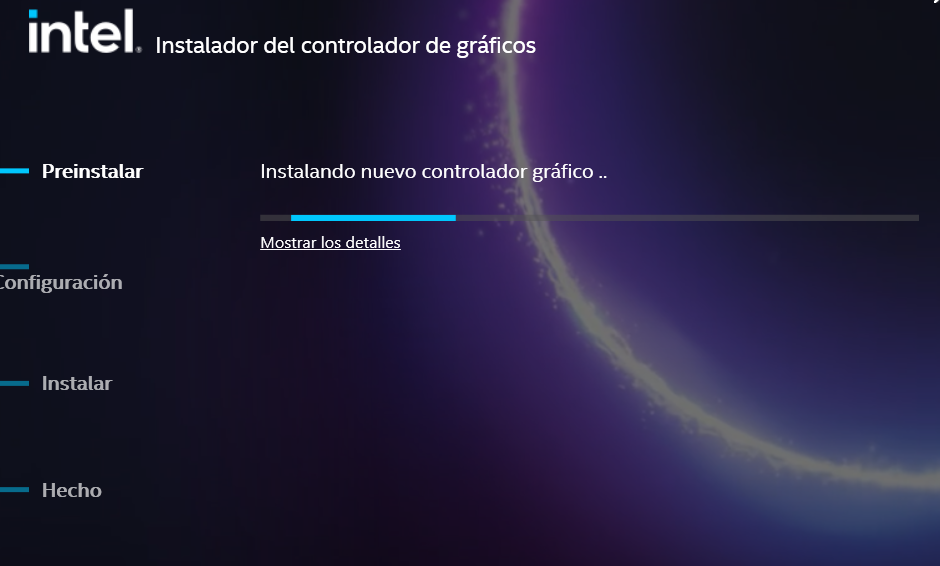 intel®
Instalador del controlador de gráficos
Preinstalar
Instalando nuevo controlador gráfico ..
Mostrar los detalles
Configuración
Instalar
Hecho